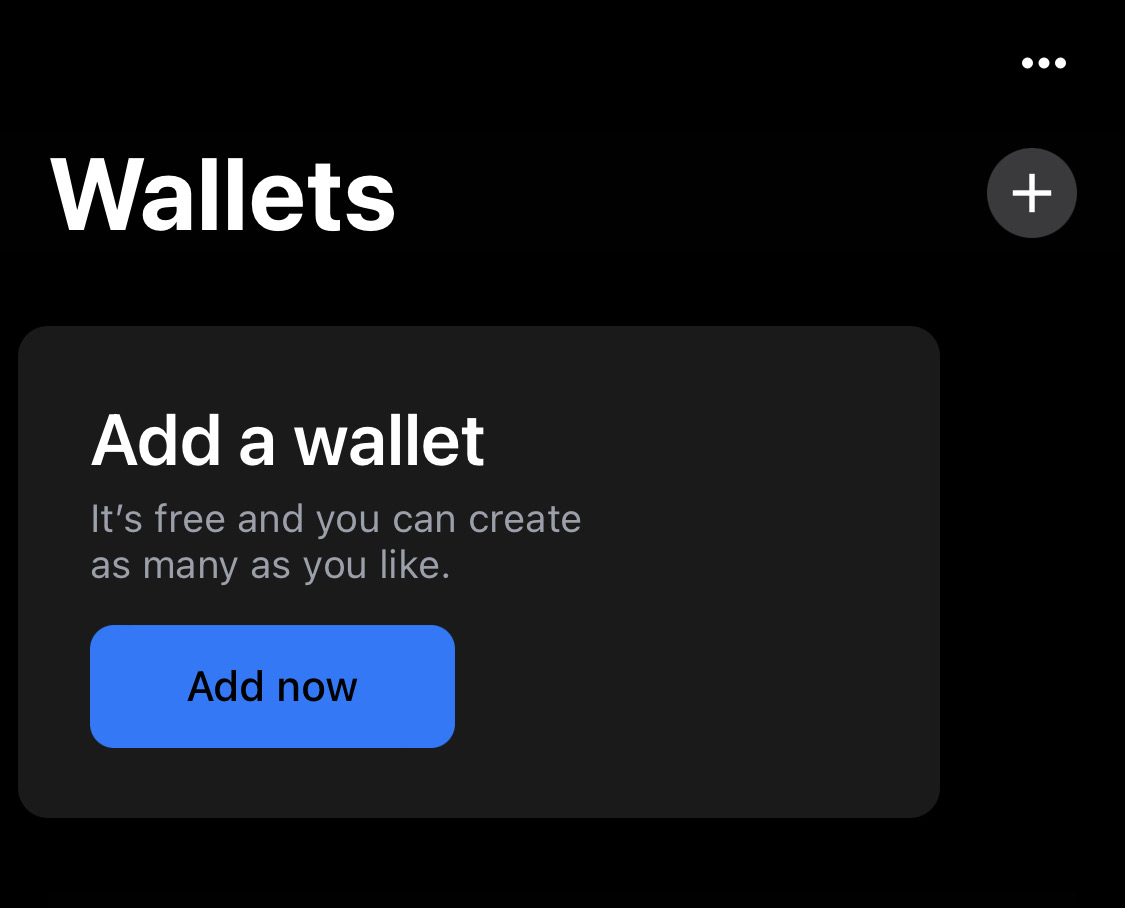 Wallets
Add a wallet
It’s free and you can create
as many as you like.
Add now